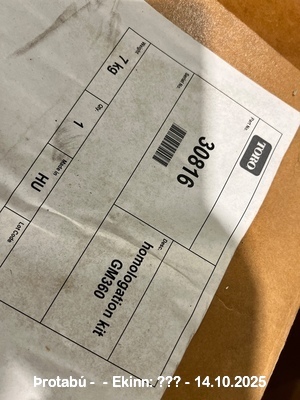 TORO
Part No.
30816
Serial No.
Weight
7 kg
Qty
1
Made in
HU
Lot Code
Desc.
homologation kit
GM360
Þrotabú - - Ekinn: ??? - 14.10.2025